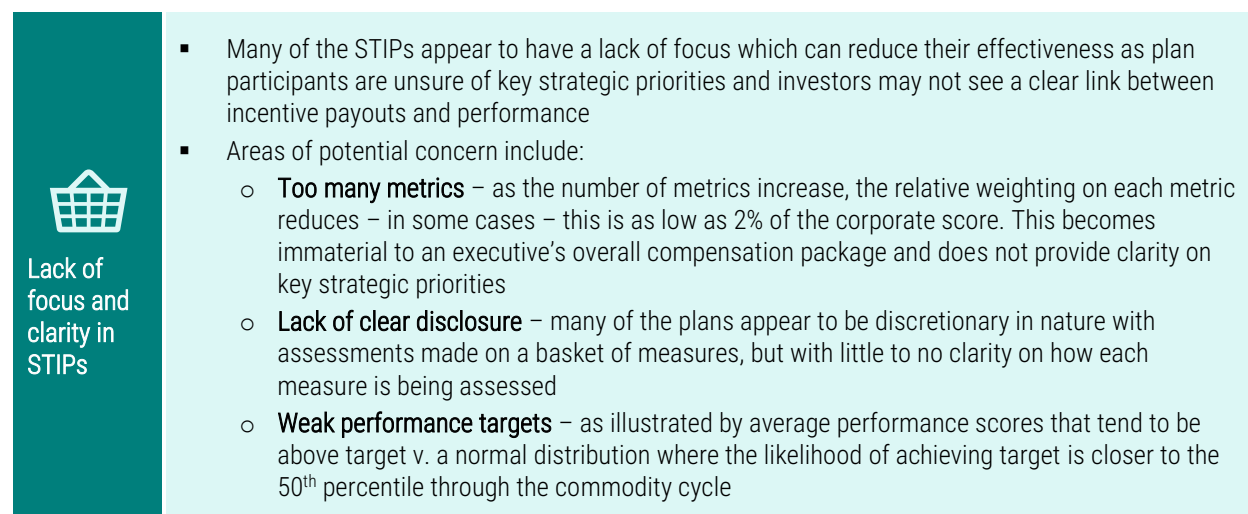 Lack of
focus and
clarity in
STIPs
▪ Many of the STIPs appear to have a lack of focus which can reduce their effectiveness as plan
participants are unsure of key strategic priorities and investors may not see a clear link between
incentive payouts and performance
▪ Areas of potential concern include:
o Too many metrics – as the number of metrics increase, the relative weighting on each metric
reduces – in some cases – this is as low as 2% of the corporate score. This becomes
immaterial to an executive’s overall compensation package and does not provide clarity on
key strategic priorities
o Lack of clear disclosure – many of the plans appear to be discretionary in nature with
assessments made on a basket of measures, but with little to no clarity on how each
measure is being assessed
o Weak performance targets – as illustrated by average performance scores that tend to be
above target v. a normal distribution where the likelihood of achieving target is closer to the
50th percentile through the commodity cycle